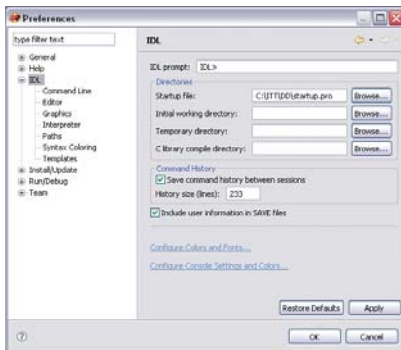 Preferences
type filter text
General
Help
IDL
Command Line
Editor
Graphics
Interpreter
Paths
Syntax Coloring
Templates
Install/Update
Run/Debug
Team
IDL
IDL prompt: IDL>
Directories
Startup file: C:\ITT\DD\startup.pro Browse...
Initial working directory: Browse...
Temporary directory: Browse...
C library compile directory: Browse...
Command History
Save command history between sessions
History size (lines): 233
Include user information in SAVE files
Configure Colors and Fonts...
Configure Console Settings and Colors...
Restore Defaults Apply
OK Cancel